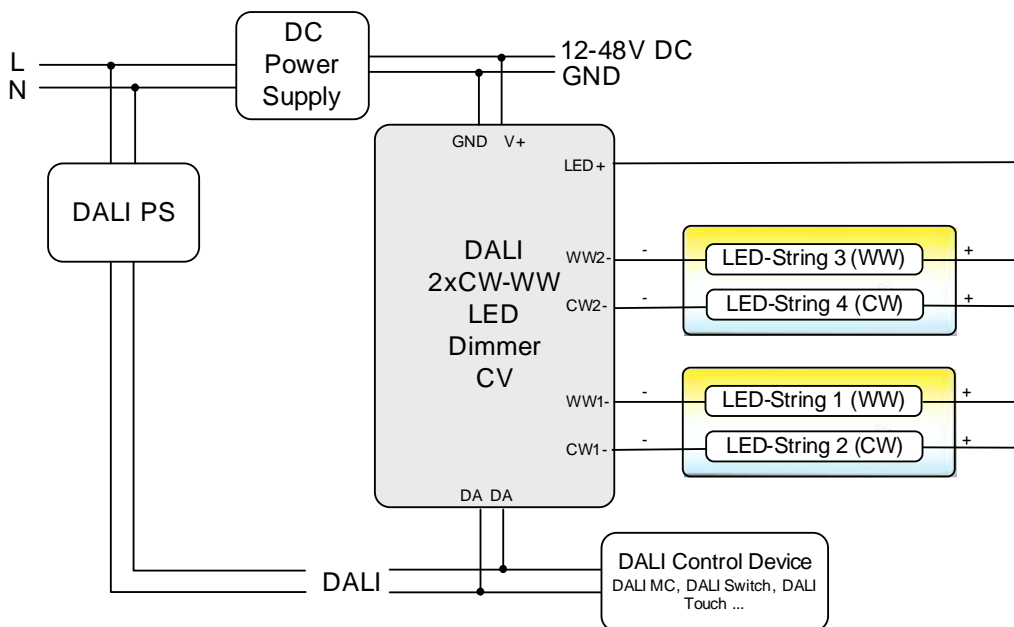 DC
Power
Supply
L
N
12-48V DC
GND
GND V+
LED+
DALI PS
DALI
2xCW-WW
LED
Dimmer
CV
WW2- - LED-String 3 (WW) +
CW2- - LED-String 4 (CW) +
WW1- - LED-String 1 (WW) +
CW1- - LED-String 2 (CW) +
DA DA
DALI
DALI Control Device
DALI MC, DALI Switch, DALI
Touch ...